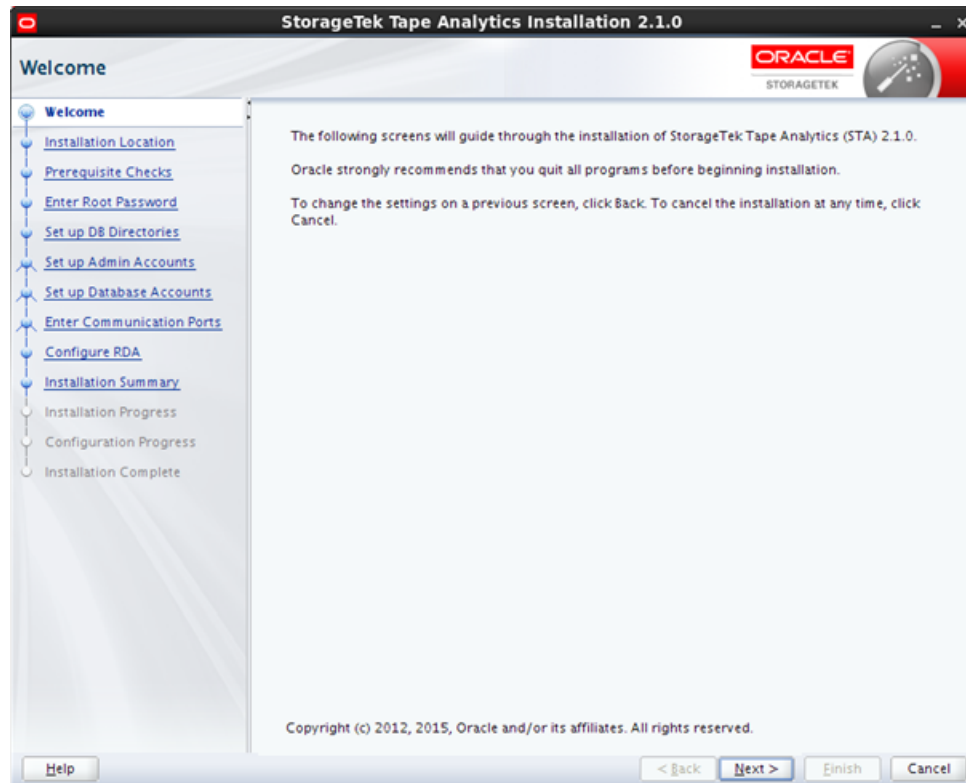 StorageTek Tape Analytics Installation 2.1.0
Welcome
ORACLE
STORAGETEK
Welcome
Installation Location
Prerequisite Checks
Enter Root Password
Set up DB Directories
Set up Admin Accounts
Set up Database Accounts
Enter Communication Ports
Configure RDA
Installation Summary
Installation Progress
Configuration Progress
Installation Complete
The following screens will guide through the installation of StorageTek Tape Analytics (STA) 2.1.0.
Oracle strongly recommends that you quit all programs before beginning installation.
To change the settings on a previous screen, click Back. To cancel the installation at any time, click
Cancel.
Copyright (c) 2012, 2015, Oracle and/or its affiliates. All rights reserved.
Help
< Back
Next >
Finish
Cancel